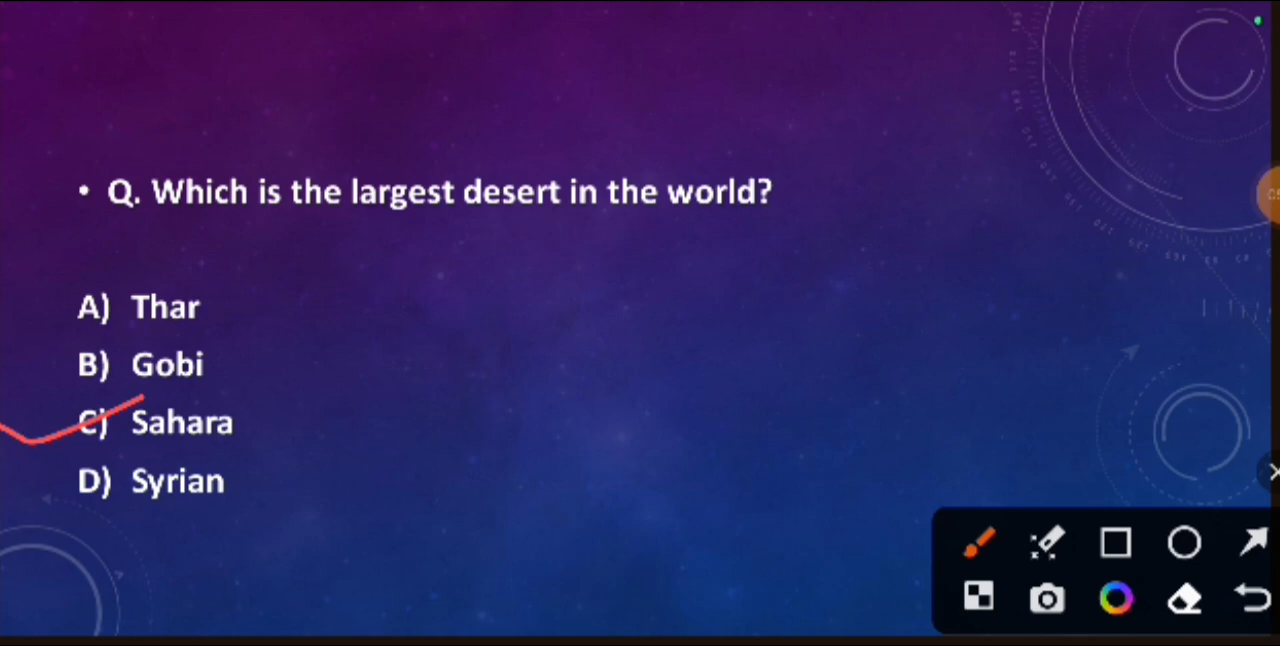 • Q. Which is the largest desert in the world?
A) Thar
B) Gobi
C) Sahara
D) Syrian